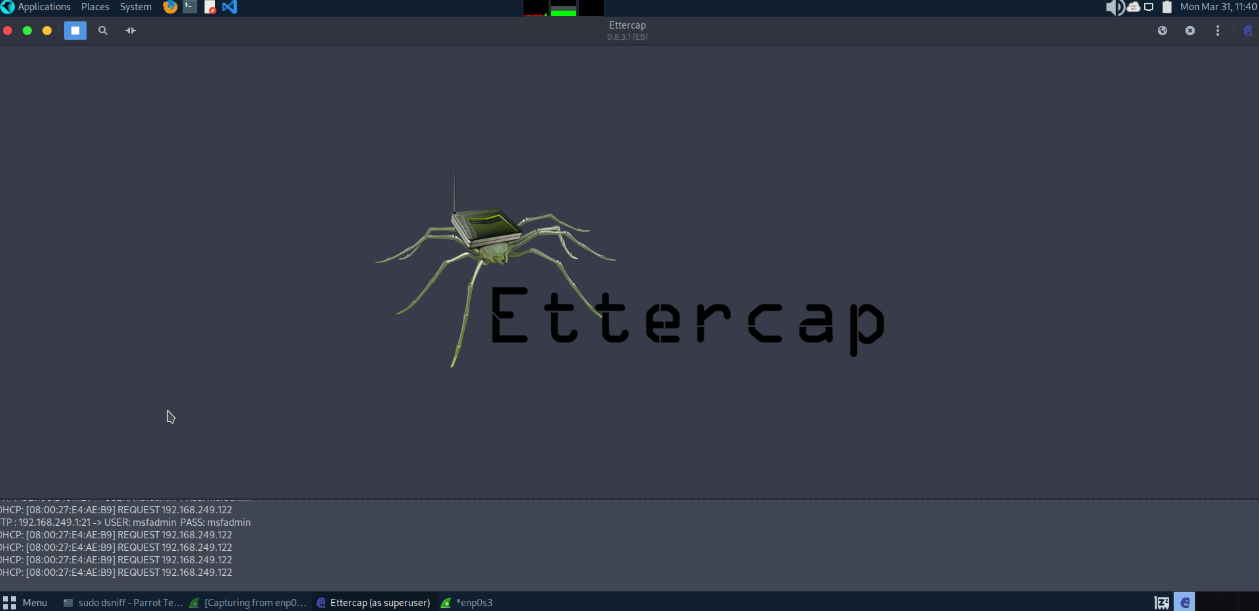 Applications Places System Mon Mar 31, 11:40
Ettercap
0.8.3.1 (EB)
Ettercap
DHCP: [08:00:27:E4:AE:B9] REQUEST 192.168.249.122
TP : 192.168.249.1:21 -> USER: msfadmin PASS: msfadmin
DHCP: [08:00:27:E4:AE:B9] REQUEST 192.168.249.122
DHCP: [08:00:27:E4:AE:B9] REQUEST 192.168.249.122
DHCP: [08:00:27:E4:AE:B9] REQUEST 192.168.249.122
DHCP: [08:00:27:E4:AE:B9] REQUEST 192.168.249.122
Menu sudo dsniff - Parrot Te... [Capturing from enp0... Ettercap (as superuser) *enp0s3